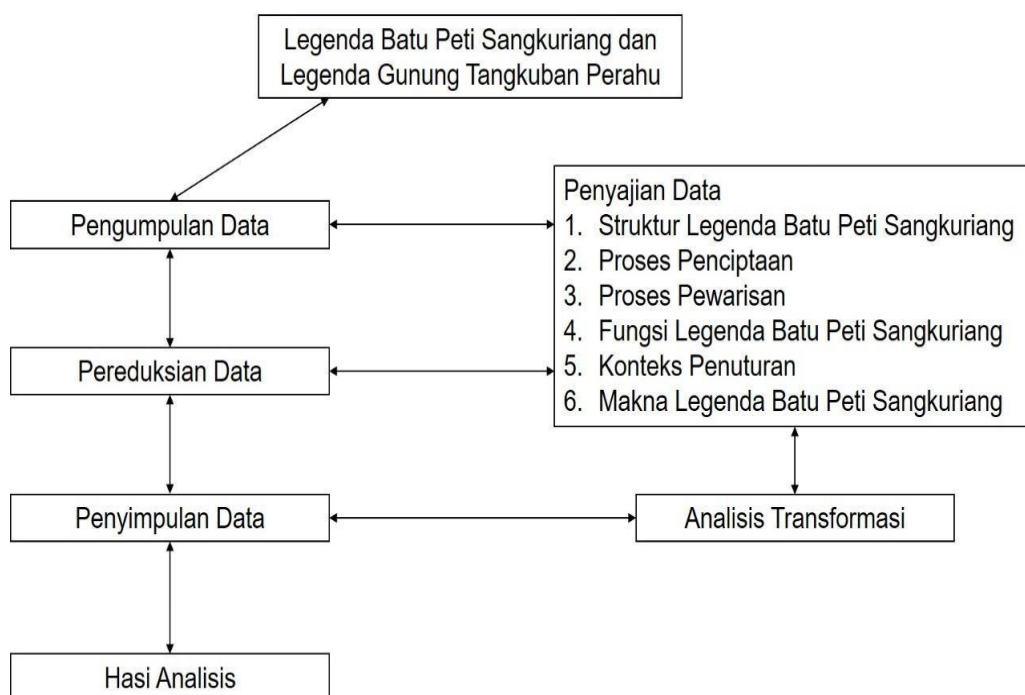 Legenda Batu Peti Sangkuriang dan
Legenda Gunung Tangkuban Perahu
Pengumpulan Data
Penyajian Data
1. Struktur Legenda Batu Peti Sangkuriang
2. Proses Penciptaan
3. Proses Pewarisan
4. Fungsi Legenda Batu Peti Sangkuriang
5. Konteks Penuturan
6. Makna Legenda Batu Peti Sangkuriang
Pereduksian Data
Penyimpulan Data
Analisis Transformasi
Hasi Analisis